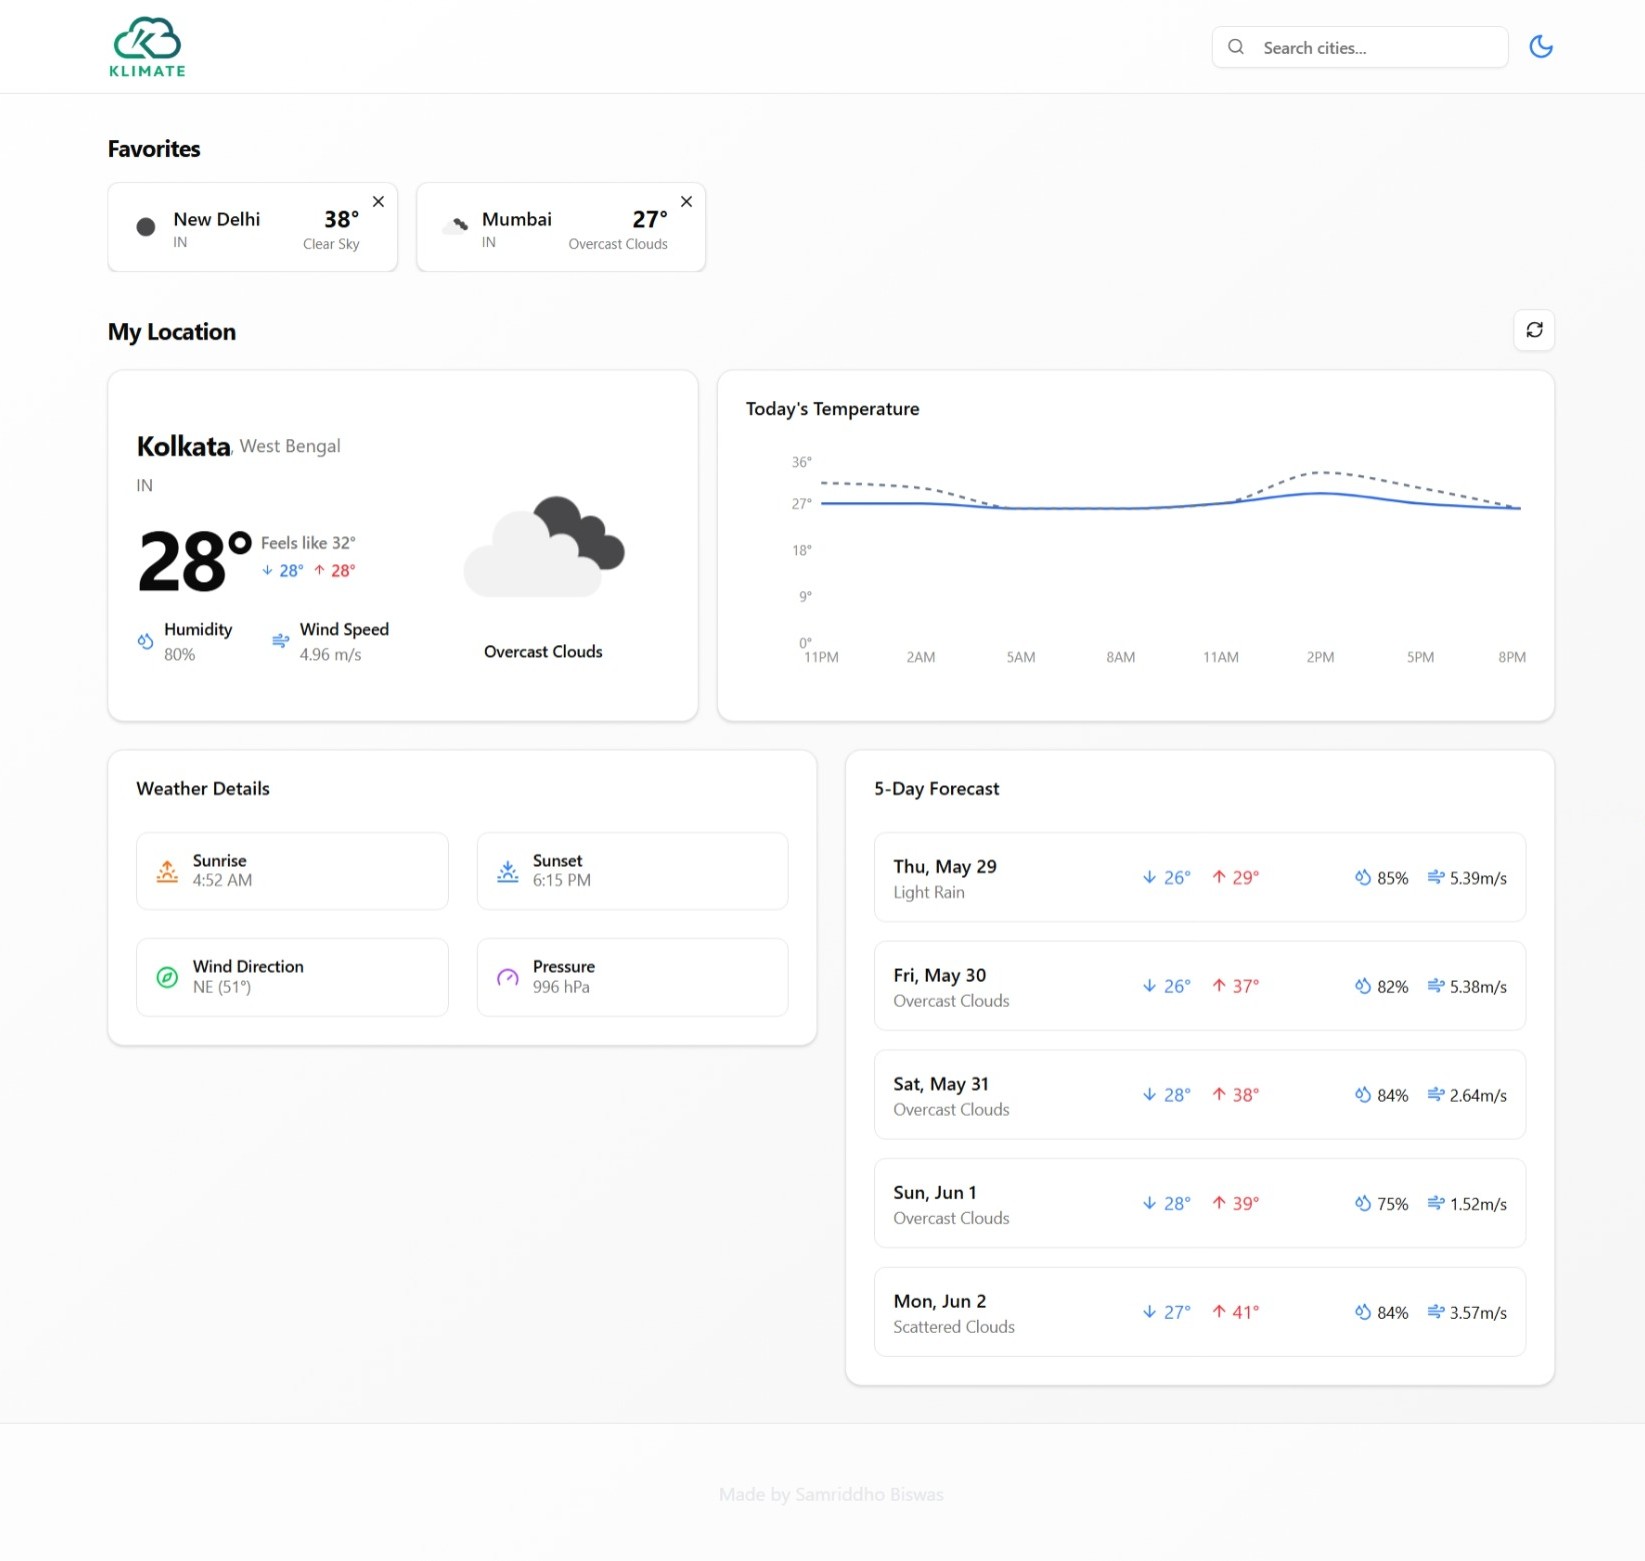 KLIMATE
Search cities...
Favorites
New Delhi
IN
38°
Clear Sky
Mumbai
IN
27°
Overcast Clouds
My Location
Kolkata, West Bengal
IN
28°
Feels like 32°
↓ 28° ↑ 28°
Humidity
80%
Wind Speed
4.96 m/s
Overcast Clouds
Today's Temperature
36°
27°
18°
9°
0°
11PM 2AM 5AM 8AM 11AM 2PM 5PM 8PM
Weather Details
Sunrise
4:52 AM
Sunset
6:15 PM
Wind Direction
NE (51°)
Pressure
996 hPa
5-Day Forecast
Thu, May 29
Light Rain
↓ 26° ↑ 29° 85% 5.39m/s
Fri, May 30
Overcast Clouds
↓ 26° ↑ 37° 82% 5.38m/s
Sat, May 31
Overcast Clouds
↓ 28° ↑ 38° 84% 2.64m/s
Sun, Jun 1
Overcast Clouds
↓ 28° ↑ 39° 75% 1.52m/s
Mon, Jun 2
Scattered Clouds
↓ 27° ↑ 41° 84% 3.57m/s
Made by Samriddho Biswas